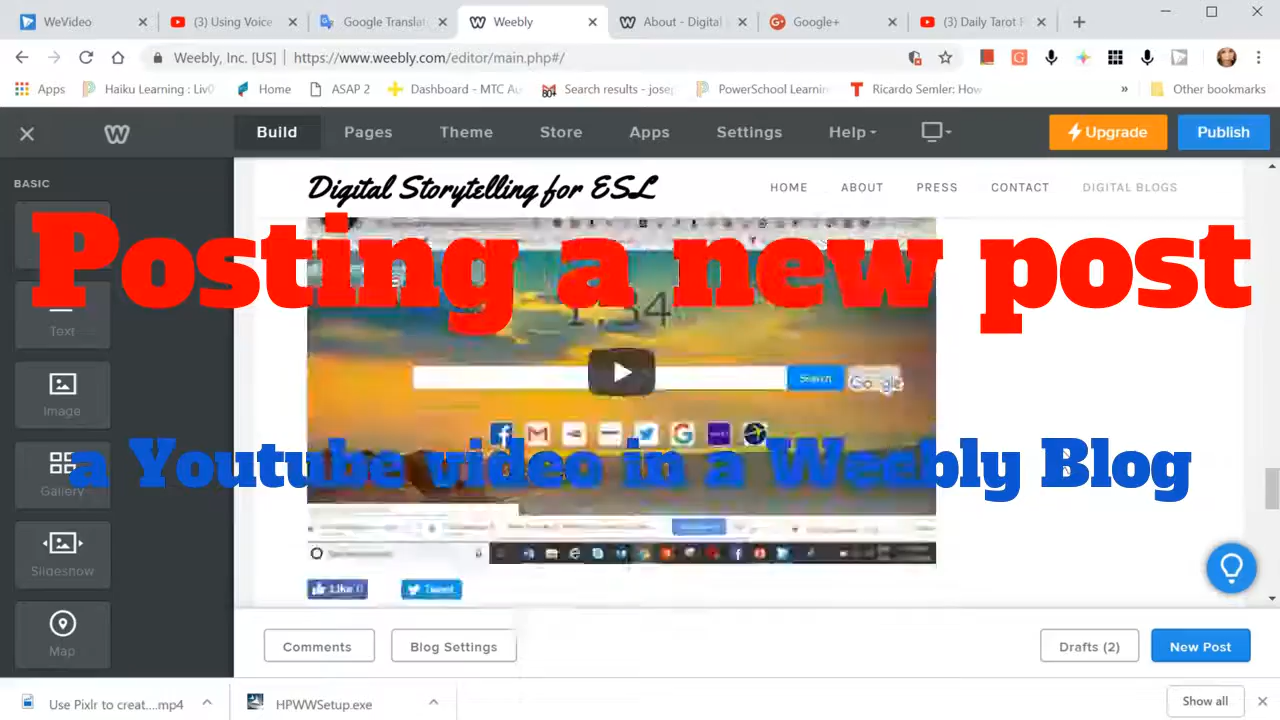 WeVideo
(3) Using Voice
Google Translat
Weebly
About - Digital
Google+
(3) Daily Tarot
Weebly, Inc. [US] | https://www.weebly.com/editor/main.php#/
Apps
Haiku Learning : Liv
Home
ASAP 2
Dashboard - MTC Au
Search results - jose
PowerSchool Learnin
Ricardo Semler: How
»
Other bookmarks
Build
Pages
Theme
Store
Apps
Settings
Help
Upgrade
Publish
BASIC
Digital Storytelling for ESL
HOME
ABOUT
PRESS
CONTACT
DIGITAL BLOGS
Posting a new post
Text
Search
Google
Image
a Youtube video in a Weebly Blog
Gallery
Slideshow
Like 0
Tweet
Map
Comments
Blog Settings
Drafts (2)
New Post
Use Pixlr to creat....mp4
HPWWSetup.exe
Show all